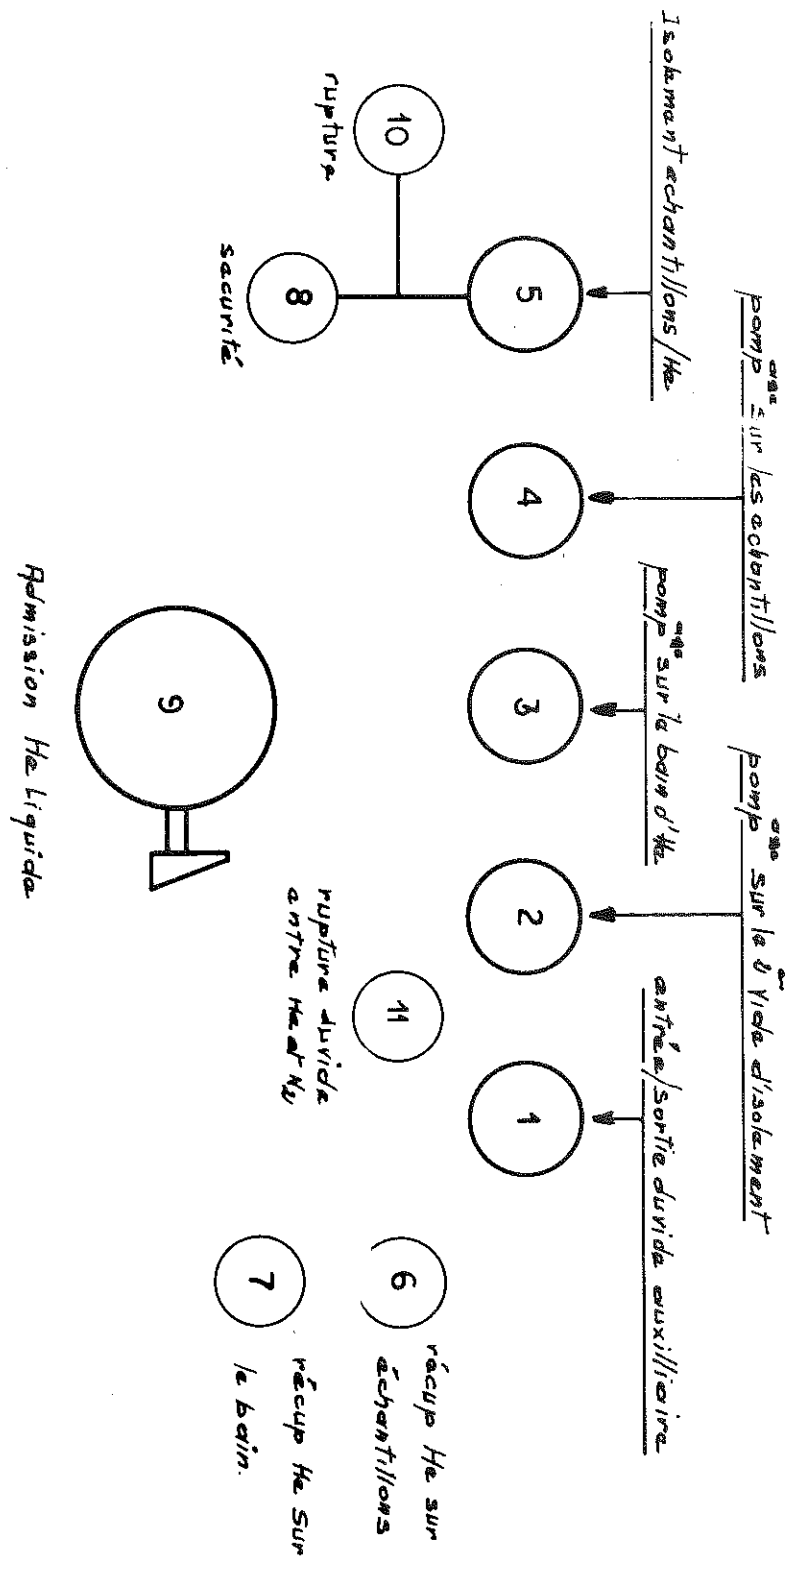 pompage sur les echantillons
pompage sur le vide d'isolement
Isolement echantillons/He
pompage sur le bain d'He
entrée/sortie du vide auxilliaire
5
4
3
2
1
10
rupture
11
rupture du vide
entre He et N2
6
récup He sur
échantillons
8
securité
7
récup He sur
le bain.
9
Admission He Liquide